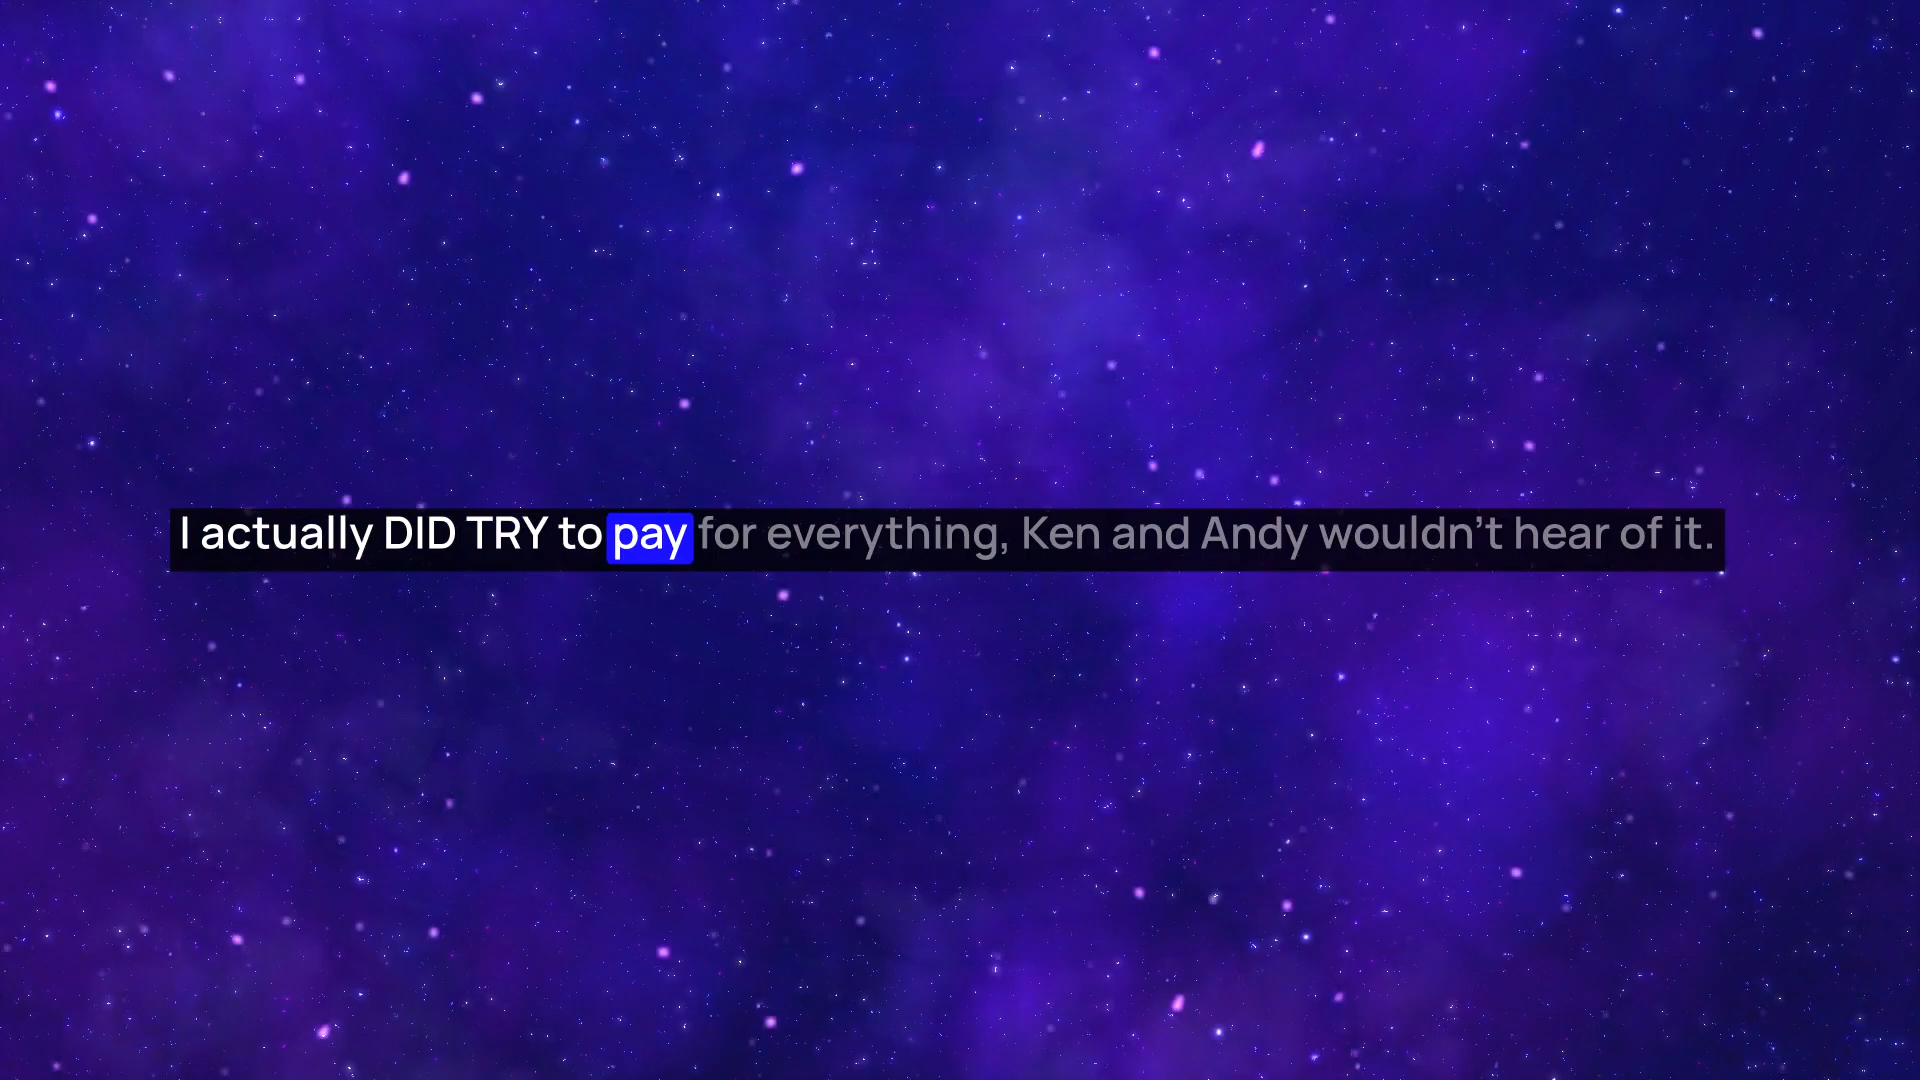 I actually DID TRY to pay for everything, Ken and Andy wouldn’t hear of it.